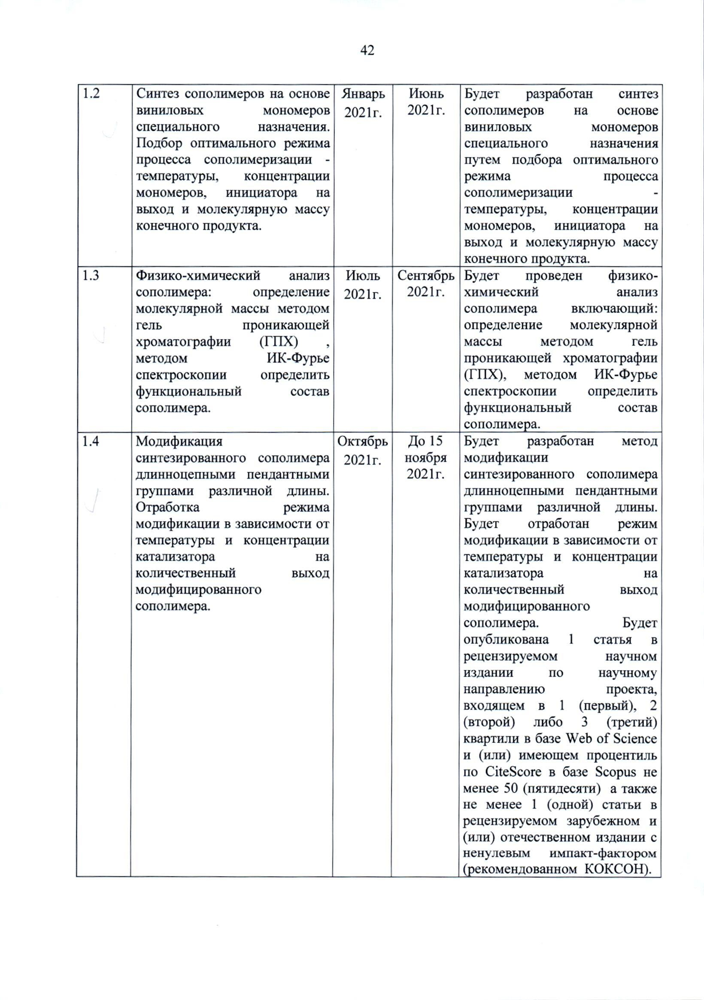 42
1.2
Синтез сополимеров на основе
виниловых мономеров
специального назначения.
Подбор оптимального режима
процесса сополимеризации -
температуры, концентрации
мономеров, инициатора на
выход и молекулярную массу
конечного продукта.
Январь
2021г.
Июнь
2021г.
Будет разработан синтез
сополимеров на основе
виниловых мономеров
специального назначения
путем подбора оптимального
режима процесса
сополимеризации -
температуры, концентрации
мономеров, инициатора на
выход и молекулярную массу
конечного продукта.
1.3
Физико-химический анализ
сополимера: определение
молекулярной массы методом
гель проникающей
хроматографии (ГПХ) ,
методом ИК-Фурье
спектроскопии определить
функциональный состав
сополимера.
Июль
2021г.
Сентябрь
2021г.
Будет проведен физико-
химический анализ
сополимера включающий:
определение молекулярной
массы методом гель
проникающей хроматографии
(ГПХ), методом ИК-Фурье
спектроскопии определить
функциональный состав
сополимера.
1.4
Модификация
синтезированного сополимера
длинноцепными пендантными
группами различной длины.
Отработка режима
модификации в зависимости от
температуры и концентрации
катализатора на
количественный выход
модифицированного
сополимера.
Октябрь
2021г.
До 15
ноября
2021г.
Будет разработан метод
модификации
синтезированного сополимера
длинноцепными пендантными
группами различной длины.
Будет отработан режим
модификации в зависимости от
температуры и концентрации
катализатора на
количественный выход
модифицированного
сополимера. Будет
опубликована 1 статья в
рецензируемом научном
издании по научному
направлению проекта,
входящем в 1 (первый), 2
(второй) либо 3 (третий)
квартили в базе Web of Science
и (или) имеющем процентиль
по CiteScore в базе Scopus не
менее 50 (пятидесяти) а также
не менее 1 (одной) статьи в
рецензируемом зарубежном и
(или) отечественном издании с
ненулевым импакт-фактором
(рекомендованном КОКСОН).